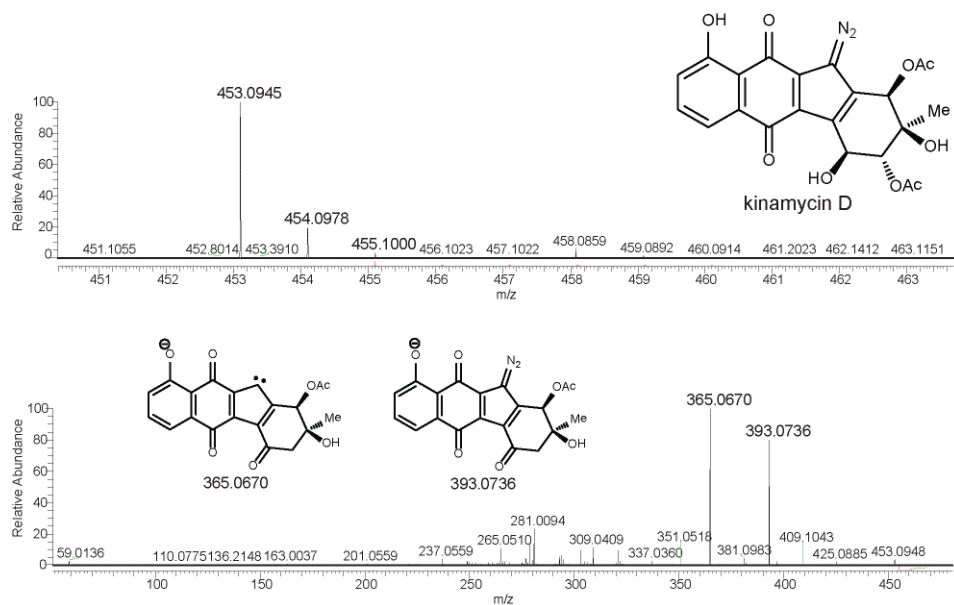 OH
O
N2
OAc
Me
OH
O
HO
OAc
kinamycin D
Relative Abundance
100
80
60
40
20
0
453.0945
454.0978
451.1055
452.8014
453.3910
455.1000
456.1023
457.1022
458.0859
459.0892
460.0914
461.2023
462.1412
463.1151
451 452 453 454 455 456 457 458 459 460 461 462 463
m/z
⊖
O
O
OAc
Me
OH
O
O
365.0670
⊖
O
O
N2
OAc
Me
OH
O
O
393.0736
Relative Abundance
100
80
60
40
20
0
365.0670
393.0736
59.0136
110.0775
136.2148
163.0037
201.0559
237.0559
265.0510
281.0094
309.0409
337.0360
351.0518
381.0983
409.1043
425.0885
453.0948
100 150 200 250 300 350 400 450
m/z